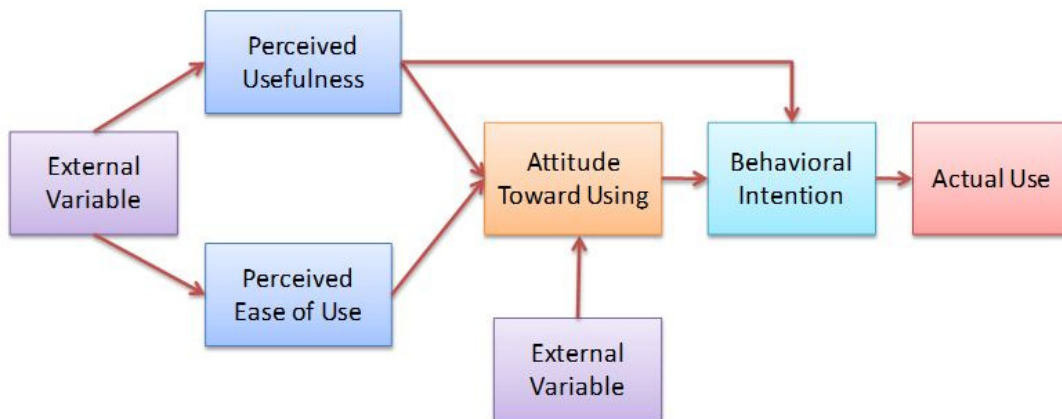 Perceived
Usefulness
External
Variable
Attitude
Toward Using
Behavioral
Intention
Actual Use
Perceived
Ease of Use
External
Variable